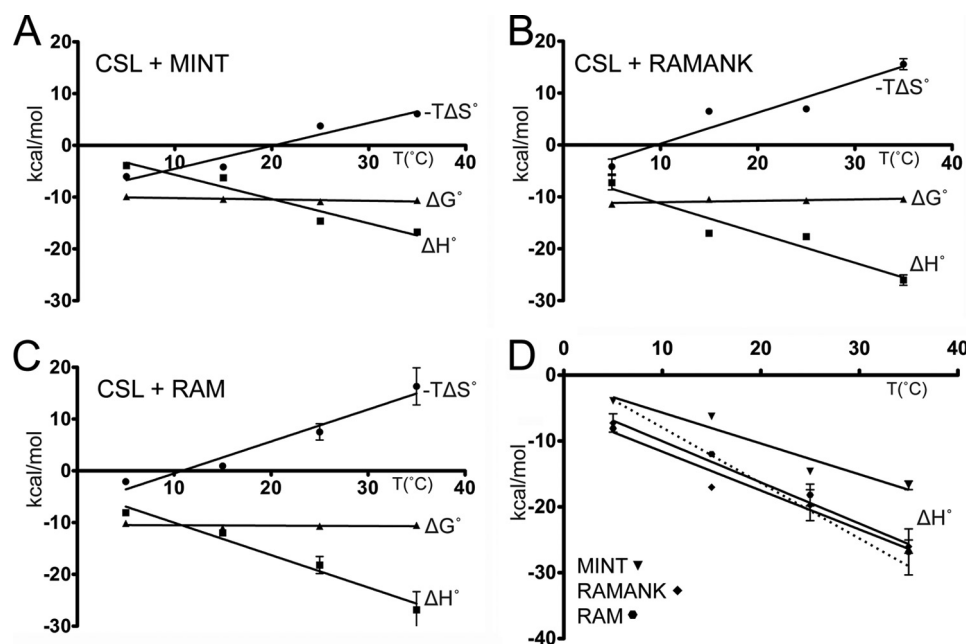 A
CSL + MINT
kcal/mol
20
10
0
-10
-20
-30
10
20
30
40
T(˚C)
-TΔS˚
ΔG˚
ΔH˚
B
CSL + RAMANK
kcal/mol
20
10
0
-10
-20
-30
10
20
30
40
T(˚C)
-TΔS˚
ΔG˚
ΔH˚
C
CSL + RAM
kcal/mol
20
10
0
-10
-20
-30
10
20
30
40
T(˚C)
-TΔS˚
ΔG˚
ΔH˚
D
0
10
20
30
40
kcal/mol
0
-10
-20
-30
-40
T(˚C)
ΔH˚
MINT
RAMANK
RAM